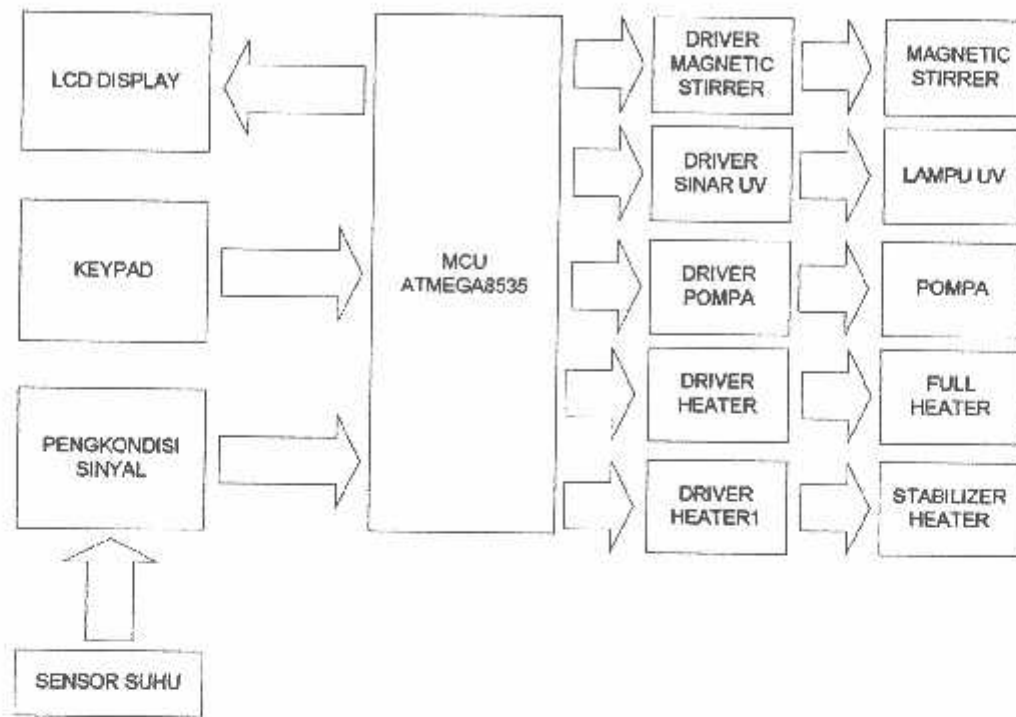 LCD DISPLAY
KEYPAD
PENGKONDISI
SINYAL
SENSOR SUHU
MCU
ATMEGA8535
DRIVER
MAGNETIC
STIRRER
MAGNETIC
STIRRER
DRIVER
SINAR UV
LAMPU UV
DRIVER
POMPA
POMPA
DRIVER
HEATER
FULL
HEATER
DRIVER
HEATER1
STABILIZER
HEATER